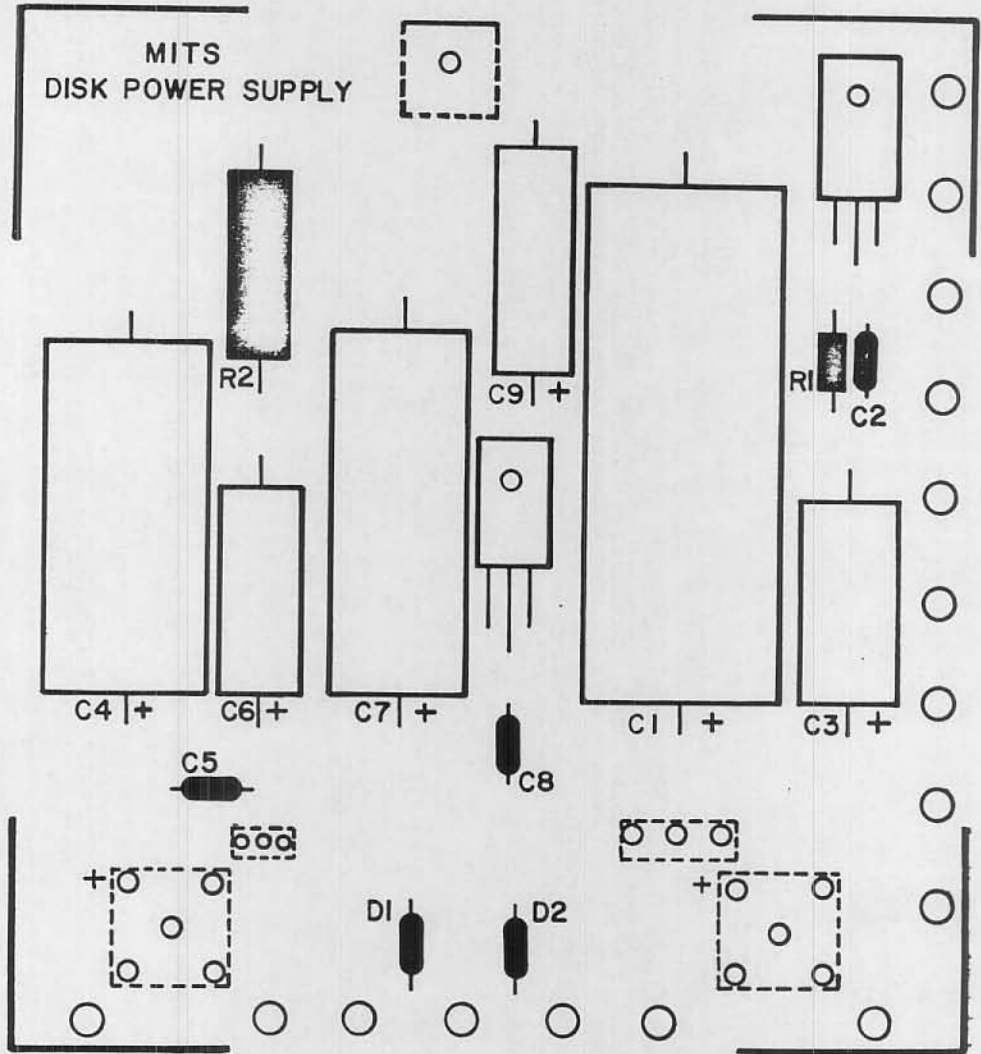 MITS
DISK POWER SUPPLY
R2
C9 +
R1
C2
C4 +
C6 +
C7 +
C1 +
C3 +
C5
C8
+
+
D1
D2